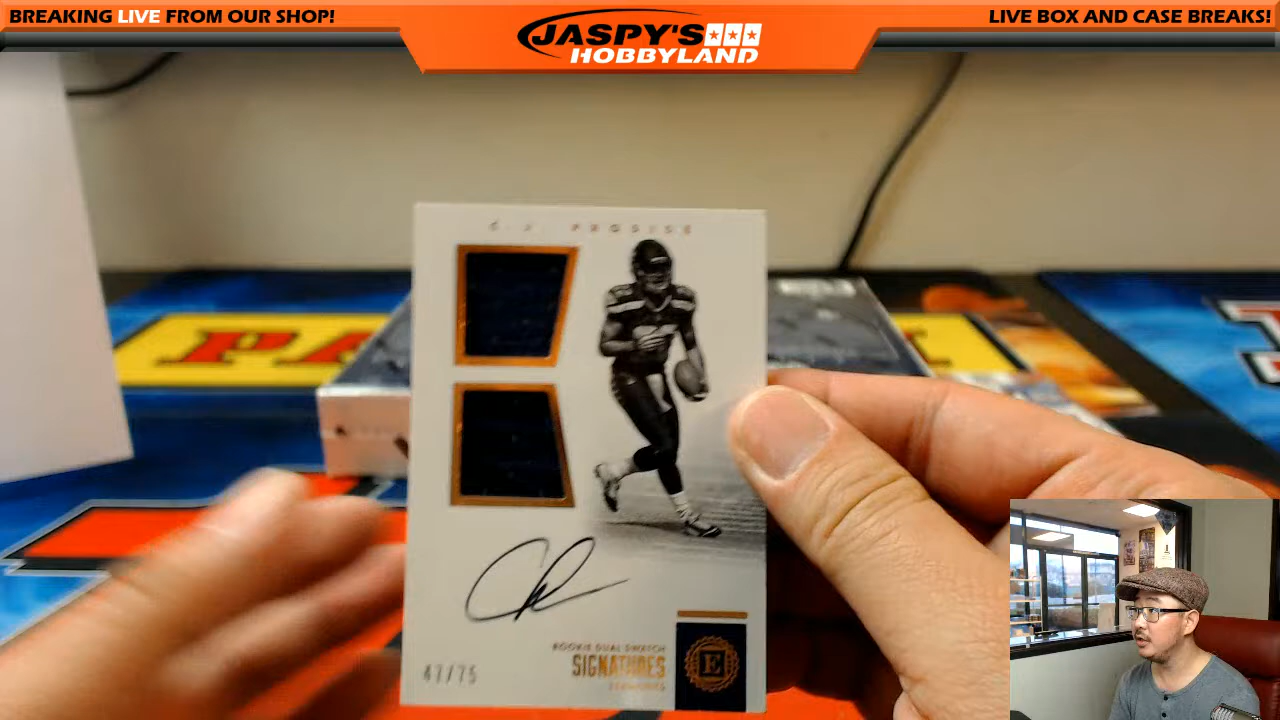 BREAKING LIVE FROM OUR SHOP!
JASPY'S
HOBBYLAND
LIVE BOX AND CASE BREAKS!
C.J. PROSISE
ROOKIE DUAL SWATCH
SIGNATURES
47/75
E